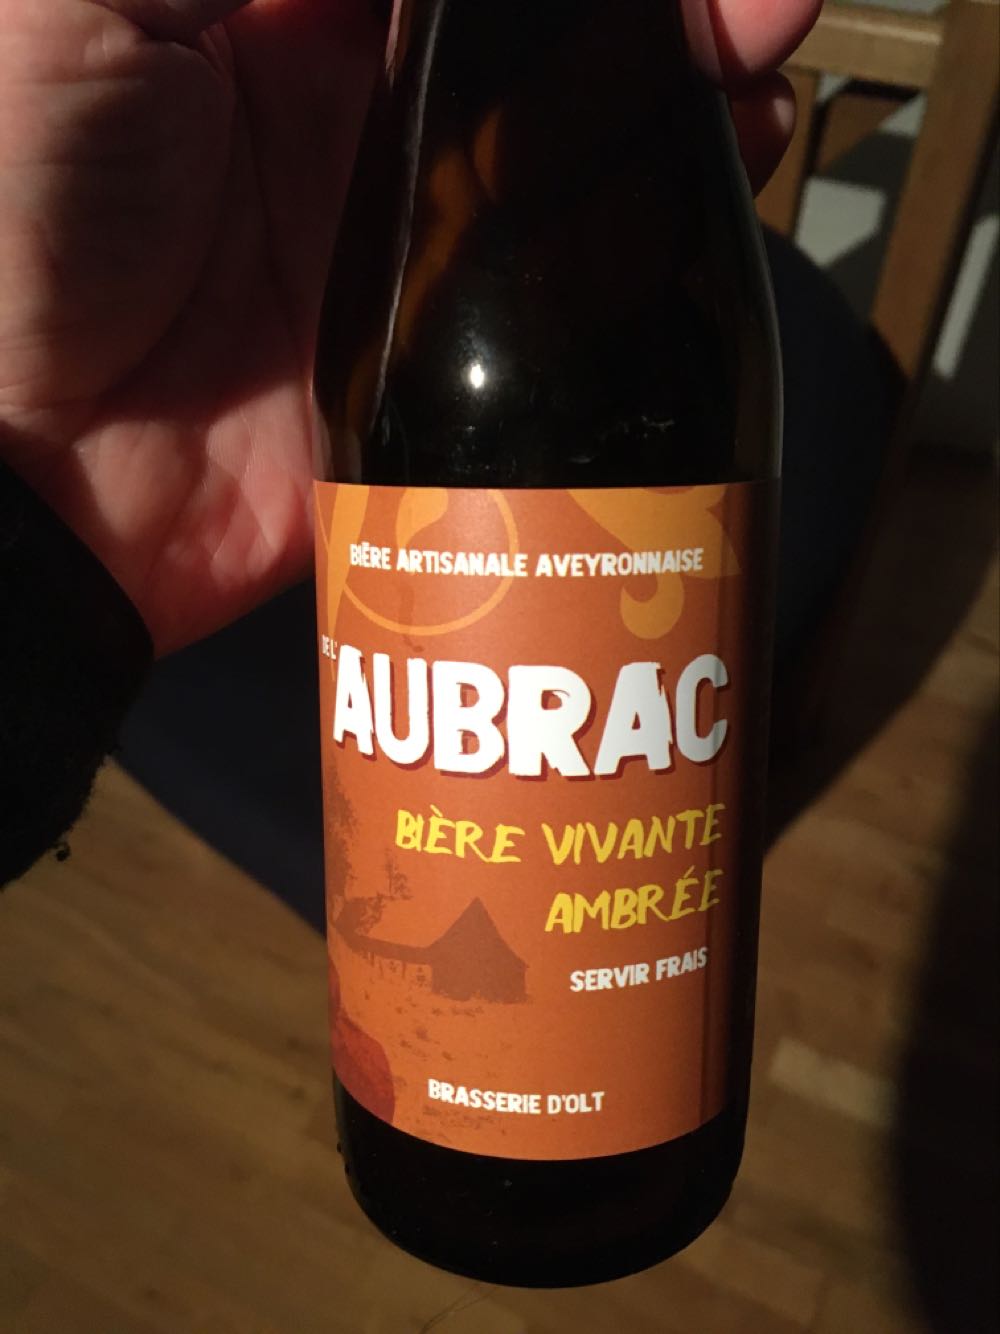 BIÈRE ARTISANALE AVEYRONNAISE
DE L'
AUBRAC
BIÈRE VIVANTE
AMBRÉE
SERVIR FRAIS
BRASSERIE D'OLT